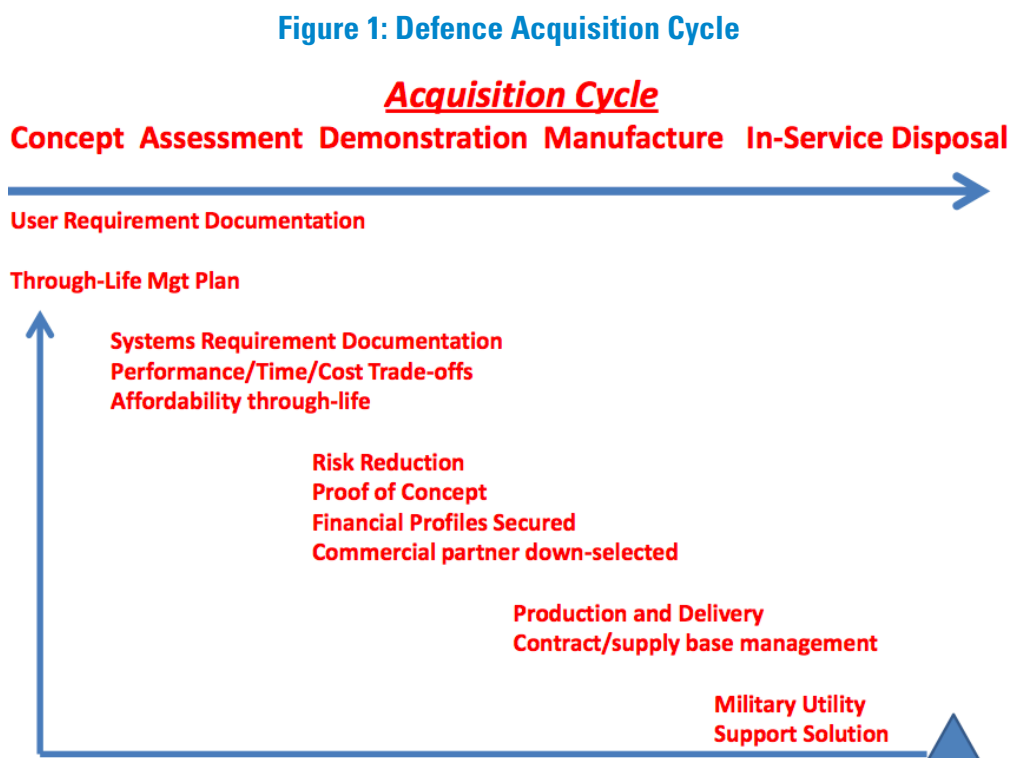 Figure 1: Defence Acquisition Cycle
Acquisition Cycle
Concept Assessment Demonstration Manufacture In-Service Disposal
User Requirement Documentation
Through-Life Mgt Plan
Systems Requirement Documentation
Performance/Time/Cost Trade-offs
Affordability through-life
Risk Reduction
Proof of Concept
Financial Profiles Secured
Commercial partner down-selected
Production and Delivery
Contract/supply base management
Military Utility
Support Solution